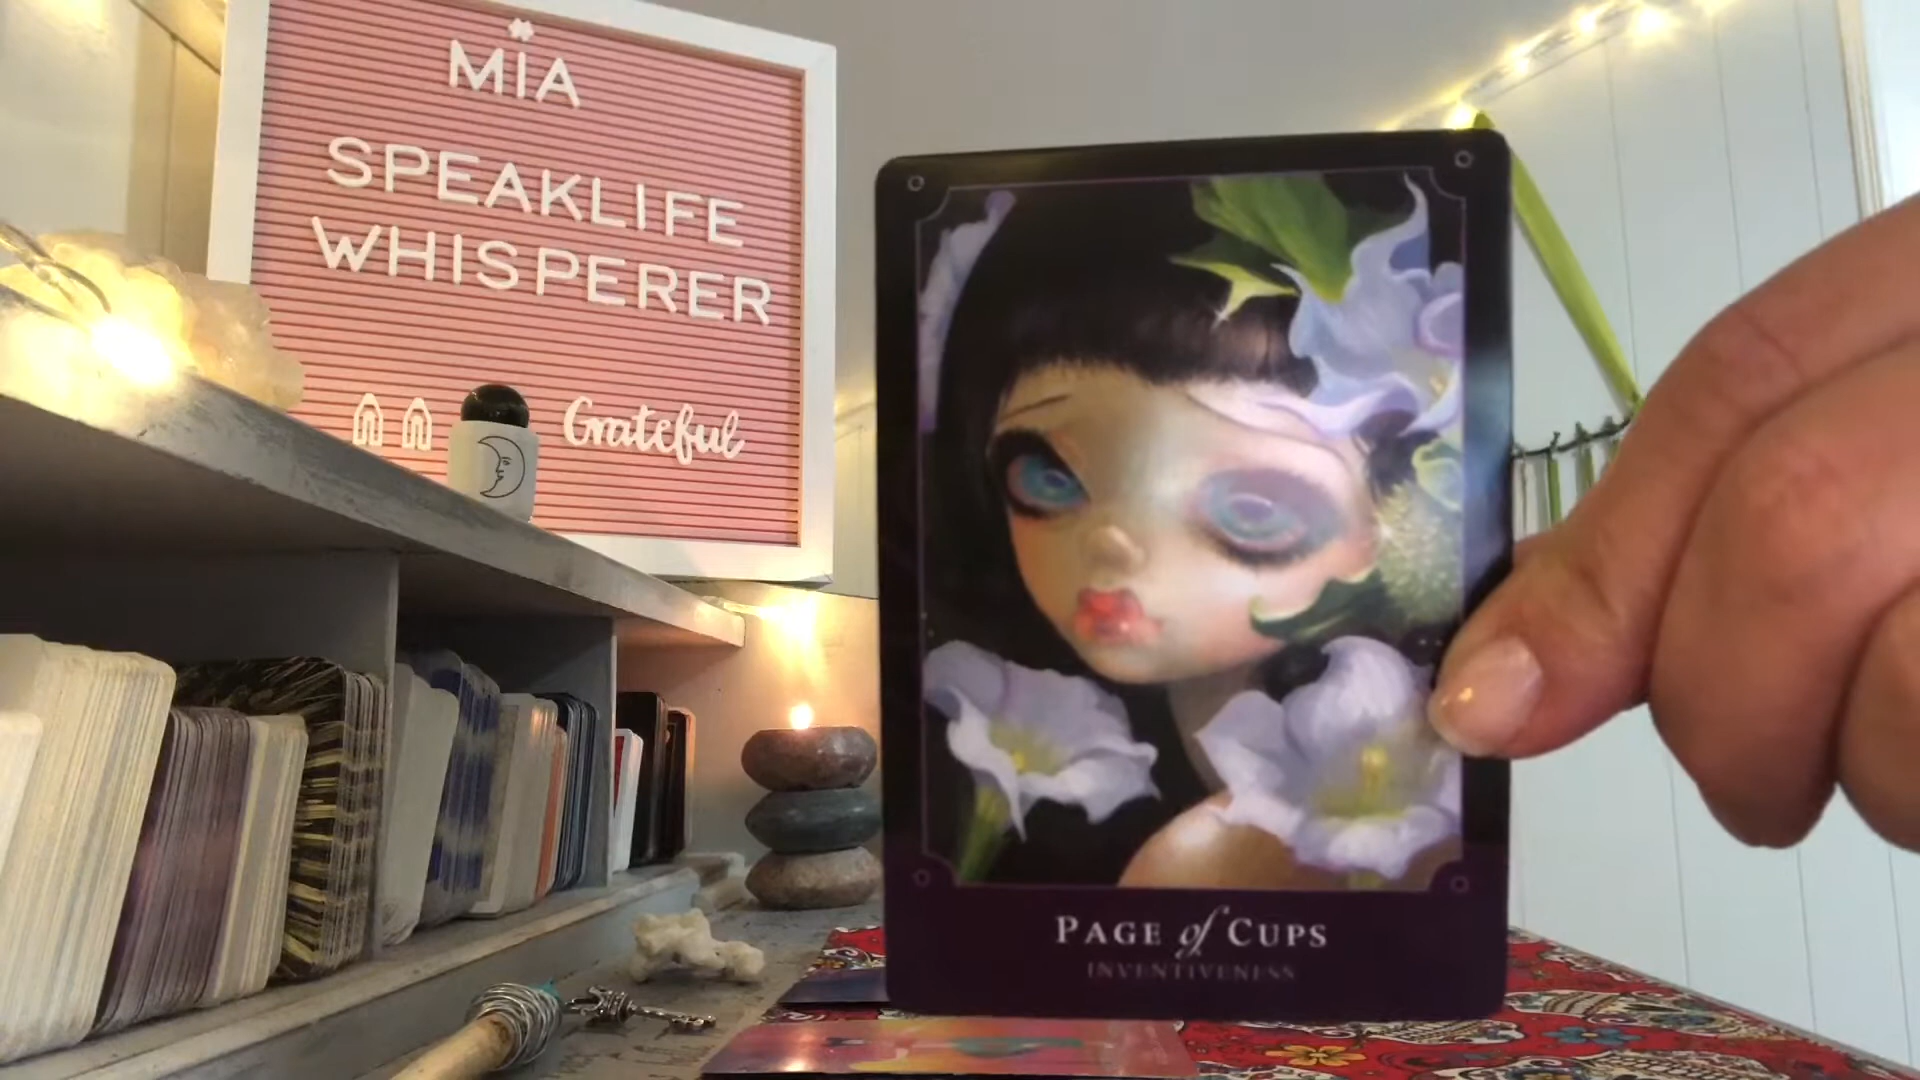 MIA
SPEAKLIFE
WHISPERER
Grateful
PAGE of CUPS
INVENTIVENESS